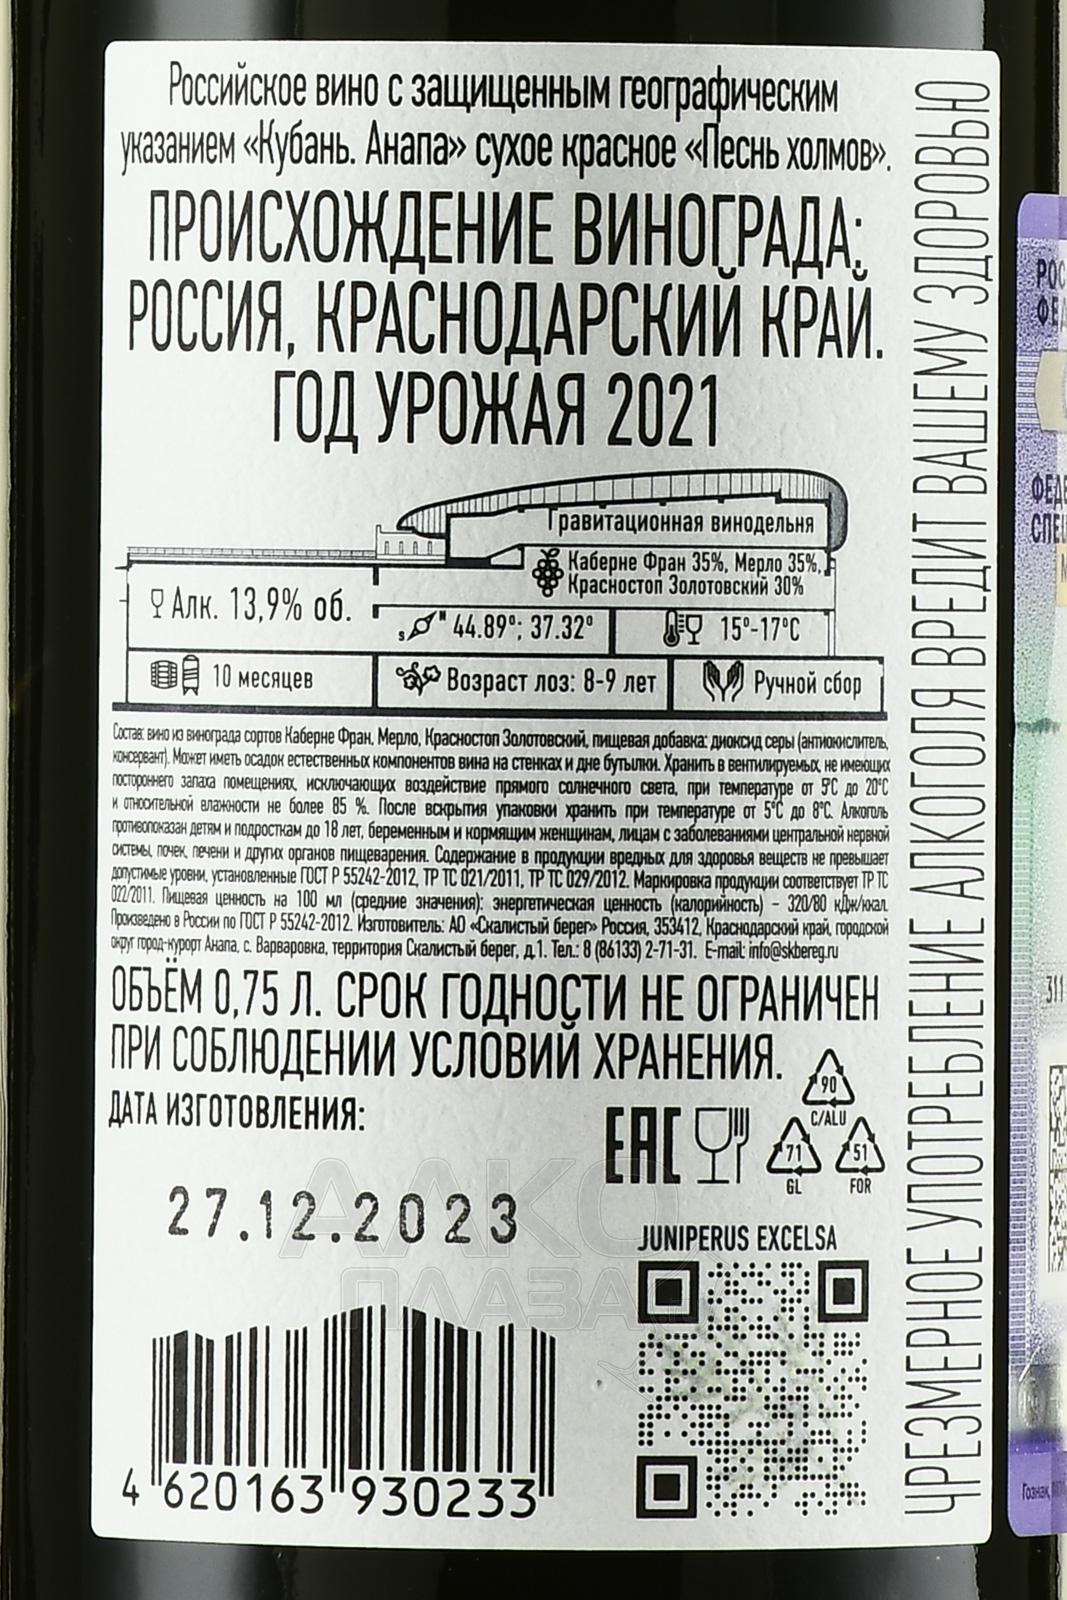 Российское вино с защищенным географическим
указанием «Кубань. Анапа» сухое красное «Песнь холмов».
ПРОИСХОЖДЕНИЕ ВИНОГРАДА:
РОССИЯ, КРАСНОДАРСКИЙ КРАЙ.
ГОД УРОЖАЯ 2021
Гравитационная винодельня
Каберне Фран 35%, Мерло 35%,
Красностоп Золотовский 30%
Алк. 13,9% об.
S N 44.89°; 37.32°
15°-17°C
10 месяцев
Возраст лоз: 8-9 лет
Ручной сбор
Состав: вино из винограда сортов Каберне Фран, Мерло, Красностоп Золотовский, пищевая добавка: диоксид серы (антиокислитель,
консервант). Может иметь осадок естественных компонентов вина на стенках и дне бутылки. Хранить в вентилируемых, не имеющих
постороннего запаха помещениях, исключающих воздействие прямого солнечного света, при температуре от 5°C до 20°C
и относительной влажности не более 85 %. После вскрытия упаковки хранить при температуре от 5°C до 8°C. Алкоголь
противопоказан детям и подросткам до 18 лет, беременным и кормящим женщинам, лицам с заболеваниями центральной нервной
системы, почек, печени и других органов пищеварения. Содержание в продукции вредных для здоровья веществ не превышает
допустимые уровни, установленные ГОСТ Р 55242-2012, ТР ТС 021/2011, ТР ТС 029/2012. Маркировка продукции соответствует ТР ТС
022/2011. Пищевая ценность на 100 мл (средние значения): энергетическая ценность (калорийность) – 320/80 кДж/ккал.
Произведено в России по ГОСТ Р 55242-2012. Изготовитель: АО «Скалистый берег» Россия, 353412, Краснодарский край, городской
округ город-курорт Анапа, с. Варваровка, территория Скалистый берег, д.1. Тел.: 8 (86133) 2-71-31. E-mail: info@skbereg.ru
ОБЪЁМ 0,75 Л. СРОК ГОДНОСТИ НЕ ОГРАНИЧЕН
ПРИ СОБЛЮДЕНИИ УСЛОВИЙ ХРАНЕНИЯ.
ДАТА ИЗГОТОВЛЕНИЯ:
27.12.2023
EAC
90
C/ALU
71
GL
51
FOR
JUNIPERUS EXCELSA
4 620163 930233
ЧРЕЗМЕРНОЕ УПОТРЕБЛЕНИЕ АЛКОГОЛЯ ВРЕДИТ ВАШЕМУ ЗДОРОВЬЮ
АЛКО
ПЛАЗА
РОС
ФЕД
ФЕДЕ
СПЕЦ
311
Гознак,